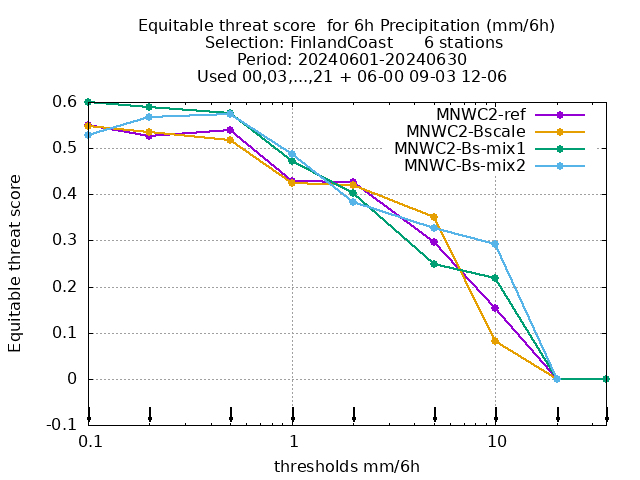 Equitable threat score  for 6h Precipitation (mm/6h)
Selection: FinlandCoast      6 stations
Period: 20240601-20240630
Used 00,03,...,21 + 06-00 09-03 12-06
MNWC2-ref
MNWC2-Bscale
MNWC2-Bs-mix1
MNWC-Bs-mix2
Equitable threat score
0.6
0.5
0.4
0.3
0.2
0.1
0
-0.1
0.1 1 10
thresholds mm/6h